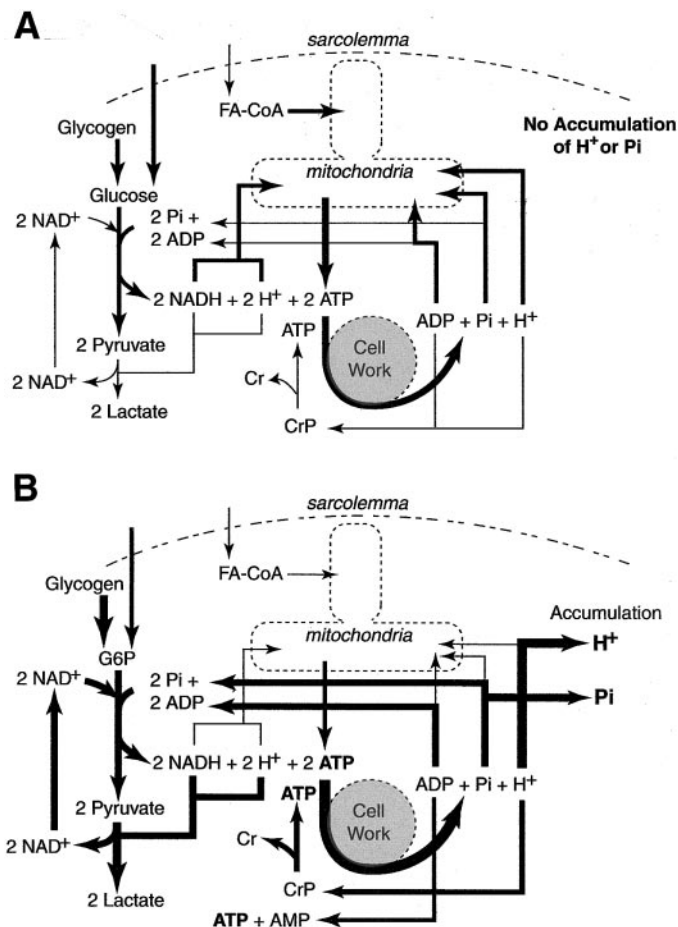 A
sarcolemma
FA-CoA
Glycogen
No Accumulation
of H+ or Pi
mitochondria
Glucose
2 NAD+
2 Pi +
2 ADP
2 NADH + 2 H+ + 2 ATP
ADP + Pi + H+
ATP
2 Pyruvate
Cell
Work
Cr
2 NAD+
2 Lactate
CrP
B
sarcolemma
FA-CoA
Glycogen
Accumulation
mitochondria
H+
G6P
2 NAD+
2 Pi +
Pi
2 ADP
2 NADH + 2 H+ + 2 ATP
ADP + Pi + H+
ATP
2 Pyruvate
Cell
Work
Cr
2 NAD+
CrP
2 Lactate
ATP + AMP